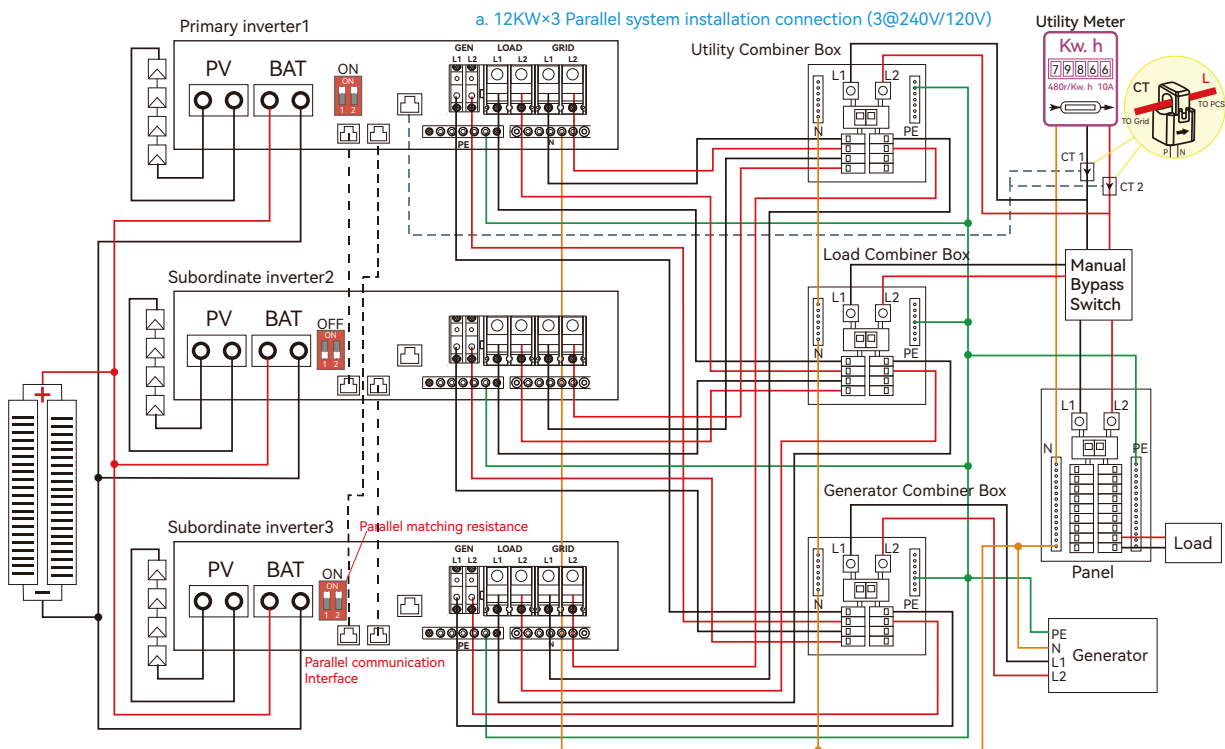 a. 12KW×3 Parallel system installation connection (3@240V/120V)
Primary inverter1
PV
BAT
ON
ON
1 2
GEN LOAD GRID
L1 L2 L1 L2 L1 L2
PE
N
Utility Combiner Box
L1
L2
N
PE
Utility Meter
Kw. h
7 9 8 6 6
480r/Kw. h 10A
CT
L
TO PCS
TO Grid
P N
CT 1
CT 2
Subordinate inverter2
PV
BAT
OFF
ON
1 2
Load Combiner Box
L1
L2
N
PE
Manual
Bypass
Switch
L1
L2
N
PE
Panel
Load
Subordinate inverter3
Parallel matching resistance
PV
BAT
ON
ON
1 2
GEN LOAD GRID
L1 L2 L1 L2 L1 L2
PE
N
Parallel communication
Interface
Generator Combiner Box
L1
L2
N
PE
PE
N
L1
L2
Generator